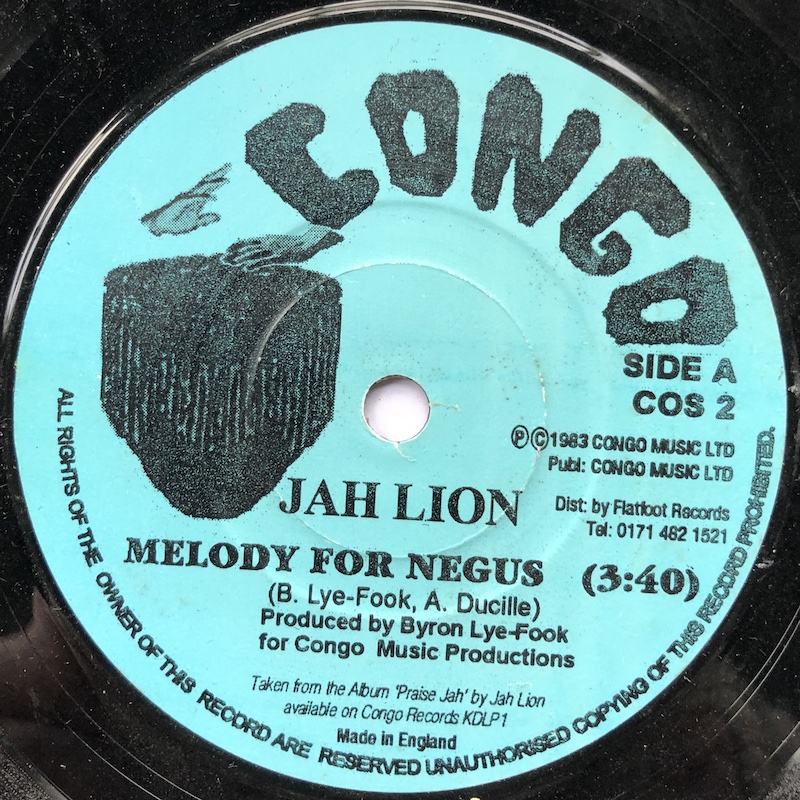 CONGO
SIDE A
COS 2
ⓅⒸ1983 CONGO MUSIC LTD
Publ: CONGO MUSIC LTD
Dist: by Flatfoot Records
Tel: 0171 482 1521
JAH LION
MELODY FOR NEGUS (3:40)
(B. Lye-Fook, A. Ducille)
Produced by Byron Lye-Fook
for Congo Music Productions
Taken from the Album 'Praise Jah' by Jah Lion
available on Congo Records KDLP1
Made in England
ALL RIGHTS OF THE OWNER OF THIS RECORD ARE RESERVED UNAUTHORISED COPYING OF THIS RECORD PROHIBITED.